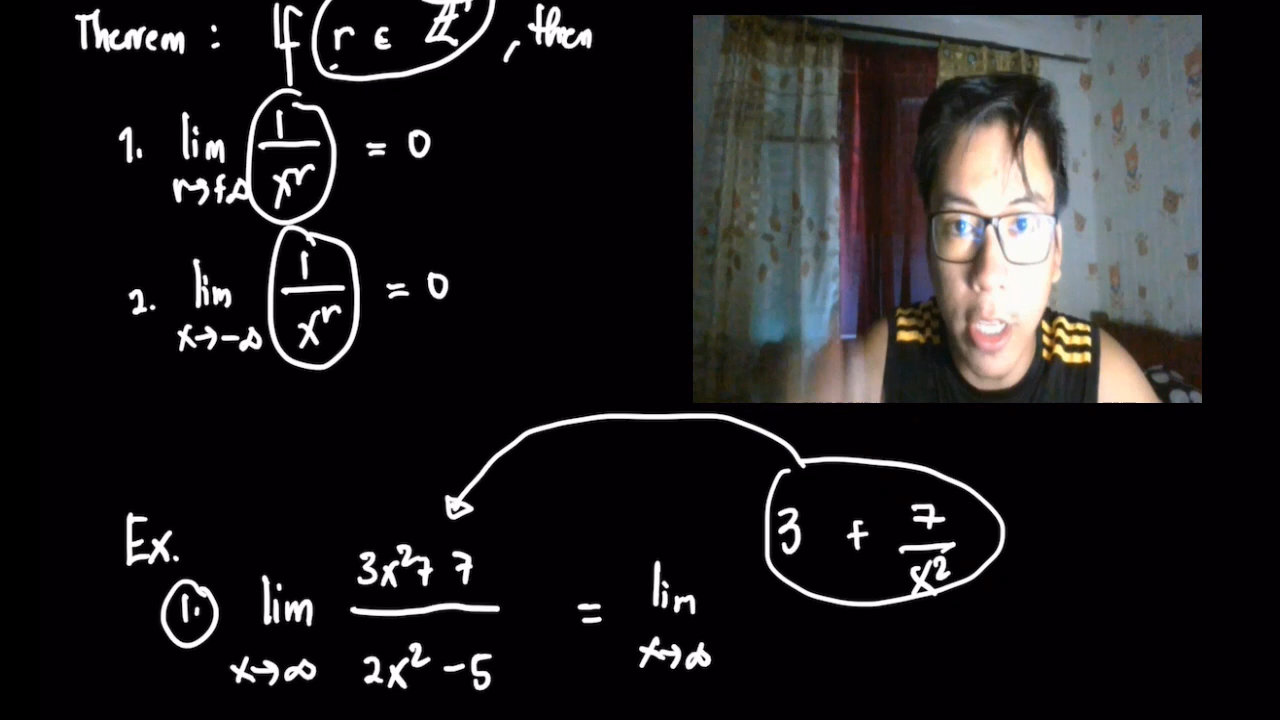 Theorem : If r ∈ ℤ⁺, then
1. lim r→+∞ 1/xʳ = 0
2. lim x→-∞ 1/xʳ = 0
3 + 7/x²
Ex.
1. lim x→∞ (3x²+7)/(2x²-5) = lim x→∞